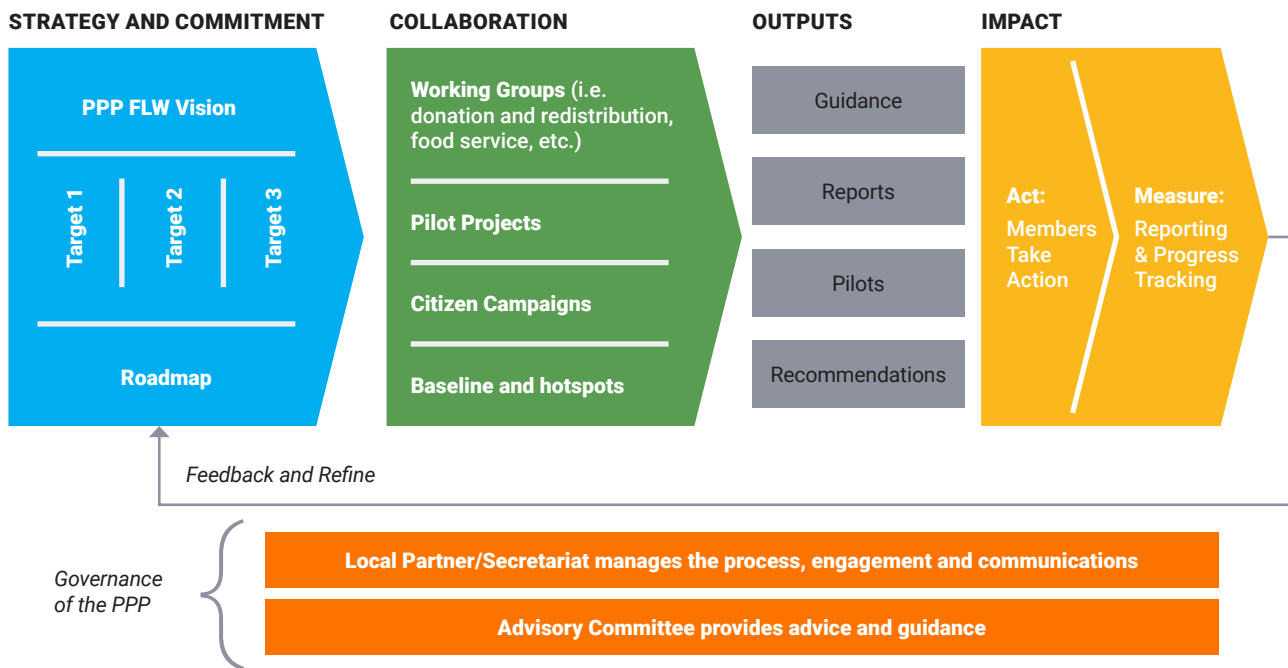 STRATEGY AND COMMITMENT
PPP FLW Vision
Target 1
Target 2
Target 3
Roadmap
COLLABORATION
Working Groups (i.e.
donation and redistribution,
food service, etc.)
Pilot Projects
Citizen Campaigns
Baseline and hotspots
OUTPUTS
Guidance
Reports
Pilots
Recommendations
IMPACT
Act:
Members
Take
Action
Measure:
Reporting
& Progress
Tracking
Feedback and Refine
Governance
of the PPP
Local Partner/Secretariat manages the process, engagement and communications
Advisory Committee provides advice and guidance